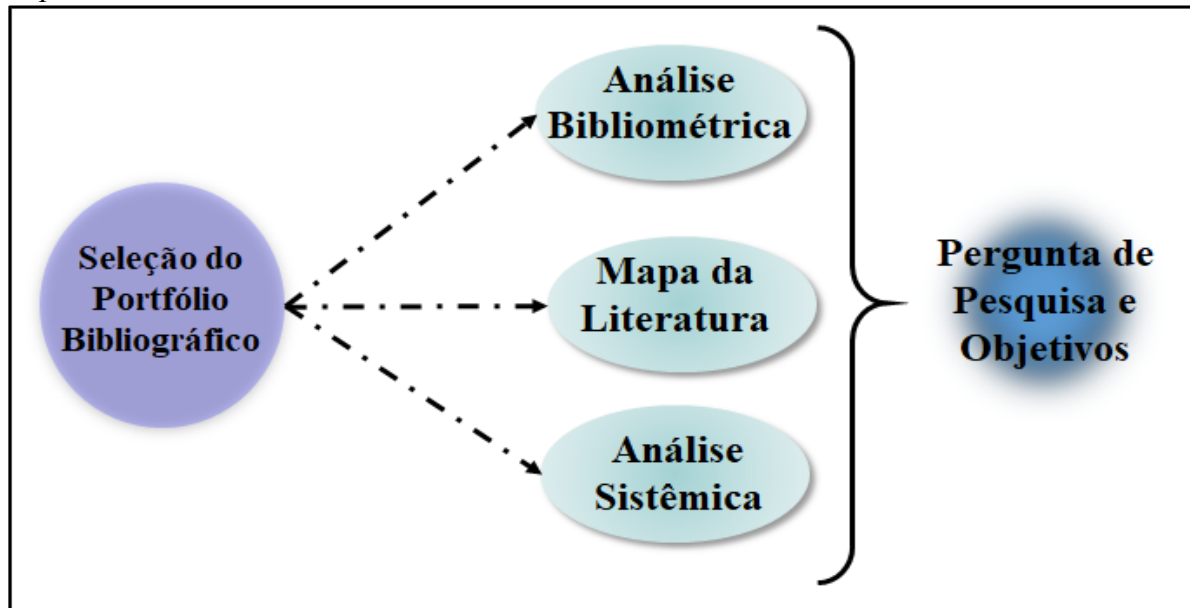 Seleção do
Portfólio
Bibliográfico
Análise
Bibliométrica
Mapa da
Literatura
Análise
Sistêmica
Pergunta de
Pesquisa e
Objetivos